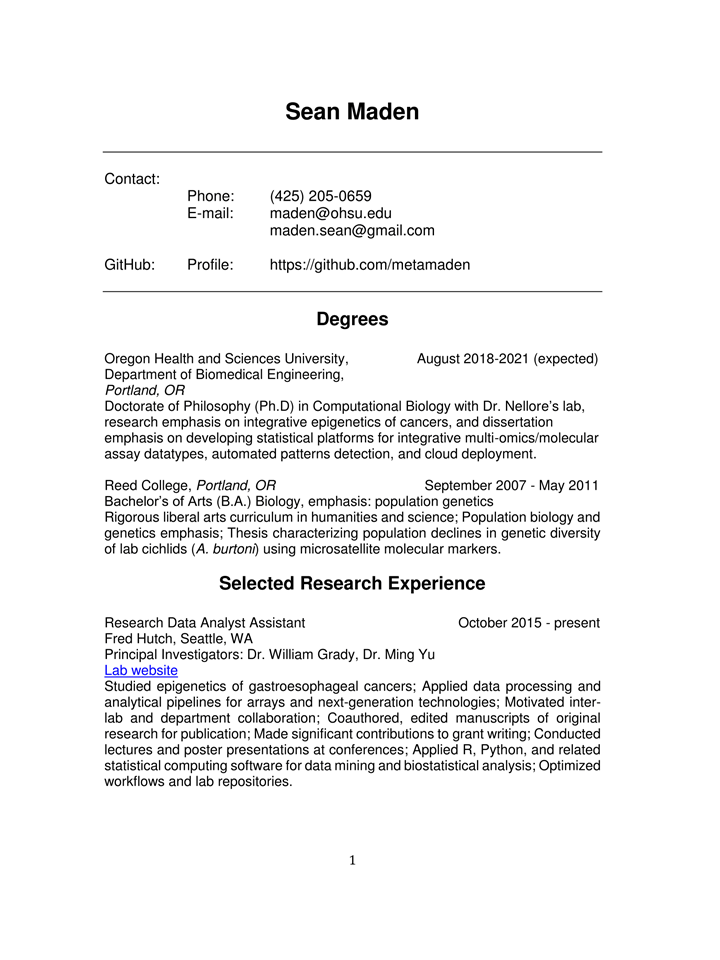 Sean Maden
Contact:
Phone: (425) 205-0659
E-mail: maden@ohsu.edu
maden.sean@gmail.com
GitHub: Profile: https://github.com/metamaden
Degrees
Oregon Health and Sciences University, August 2018-2021 (expected)
Department of Biomedical Engineering,
Portland, OR
Doctorate of Philosophy (Ph.D) in Computational Biology with Dr. Nellore's lab,
research emphasis on integrative epigenetics of cancers, and dissertation
emphasis on developing statistical platforms for integrative multi-omics/molecular
assay datatypes, automated patterns detection, and cloud deployment.
Reed College, Portland, OR September 2007 - May 2011
Bachelor's of Arts (B.A.) Biology, emphasis: population genetics
Rigorous liberal arts curriculum in humanities and science; Population biology and
genetics emphasis; Thesis characterizing population declines in genetic diversity
of lab cichlids (A. burtoni) using microsatellite molecular markers.
Selected Research Experience
Research Data Analyst Assistant October 2015 - present
Fred Hutch, Seattle, WA
Principal Investigators: Dr. William Grady, Dr. Ming Yu
Lab website
Studied epigenetics of gastroesophageal cancers; Applied data processing and
analytical pipelines for arrays and next-generation technologies; Motivated inter-
lab and department collaboration; Coauthored, edited manuscripts of original
research for publication; Made significant contributions to grant writing; Conducted
lectures and poster presentations at conferences; Applied R, Python, and related
statistical computing software for data mining and biostatistical analysis; Optimized
workflows and lab repositories.
1